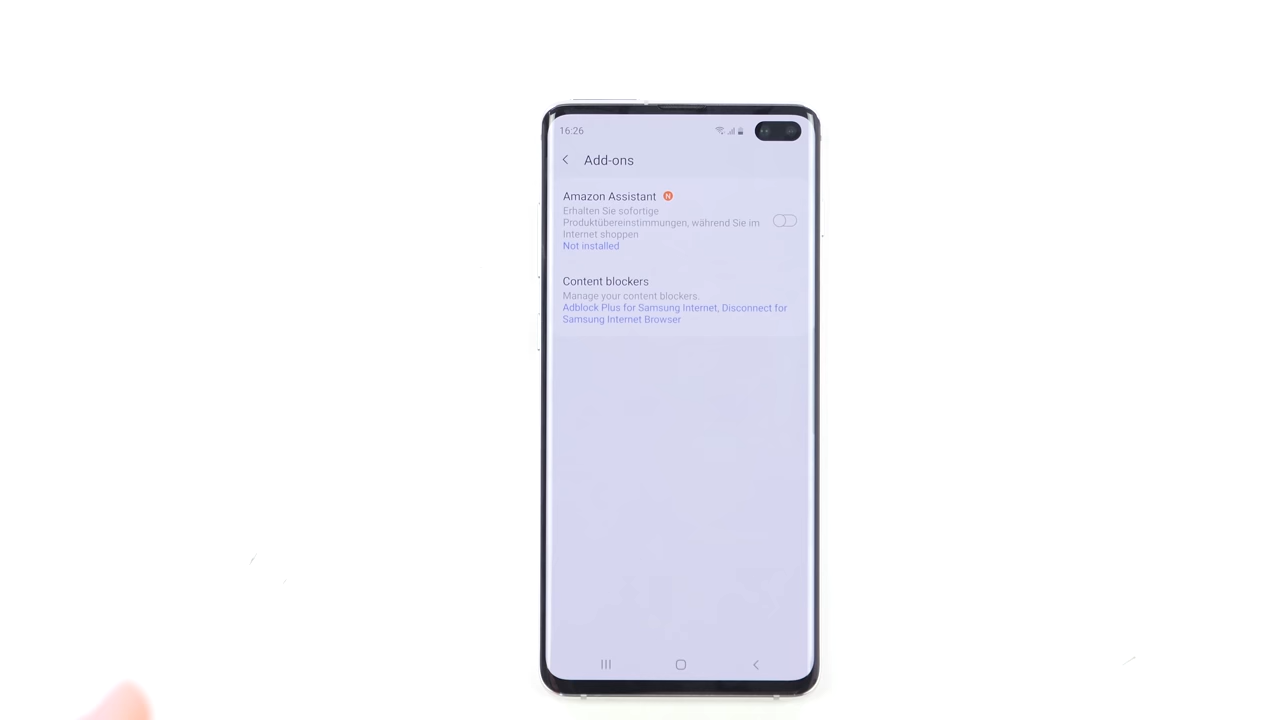 16:26
Add-ons
Amazon Assistant N
Erhalten Sie sofortige
Produktübereinstimmungen, während Sie im
Internet shoppen
Not installed
Content blockers
Manage your content blockers.
Adblock Plus for Samsung Internet, Disconnect for
Samsung Internet Browser